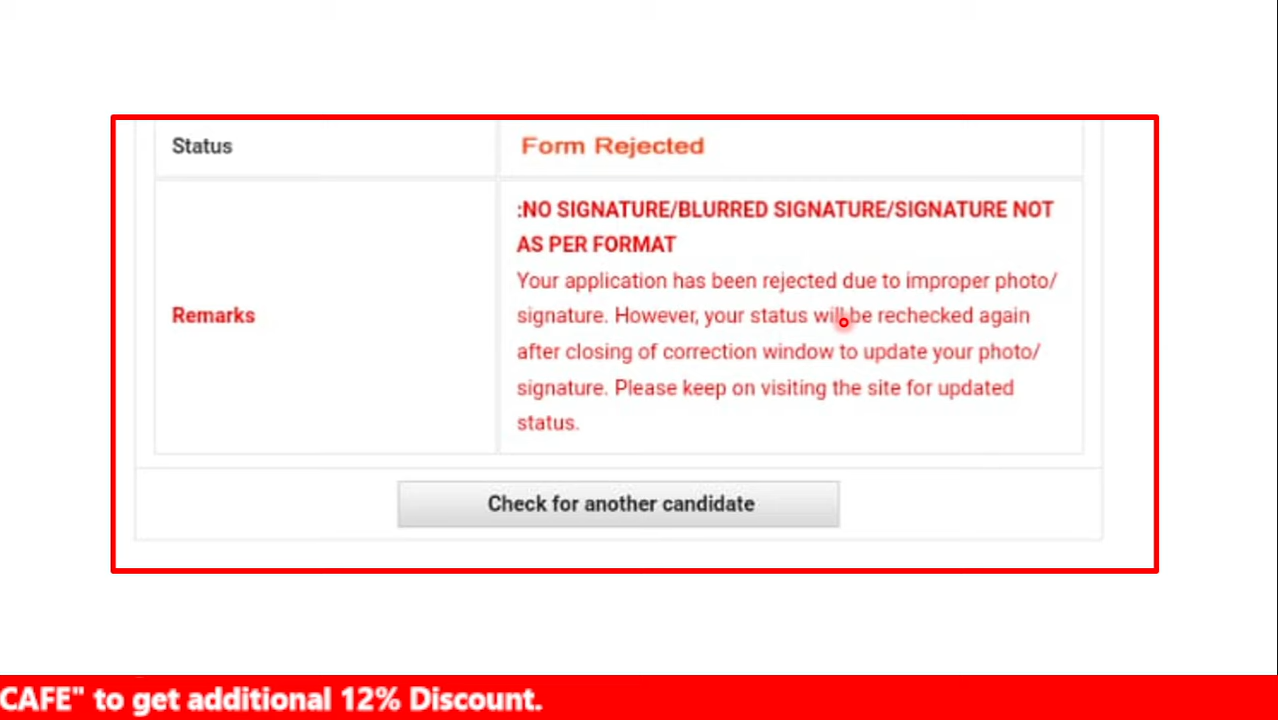 Status
Form Rejected
Remarks
:NO SIGNATURE/BLURRED SIGNATURE/SIGNATURE NOT
AS PER FORMAT
Your application has been rejected due to improper photo/
signature. However, your status will be rechecked again
after closing of correction window to update your photo/
signature. Please keep on visiting the site for updated
status.
Check for another candidate
CAFE" to get additional 12% Discount.